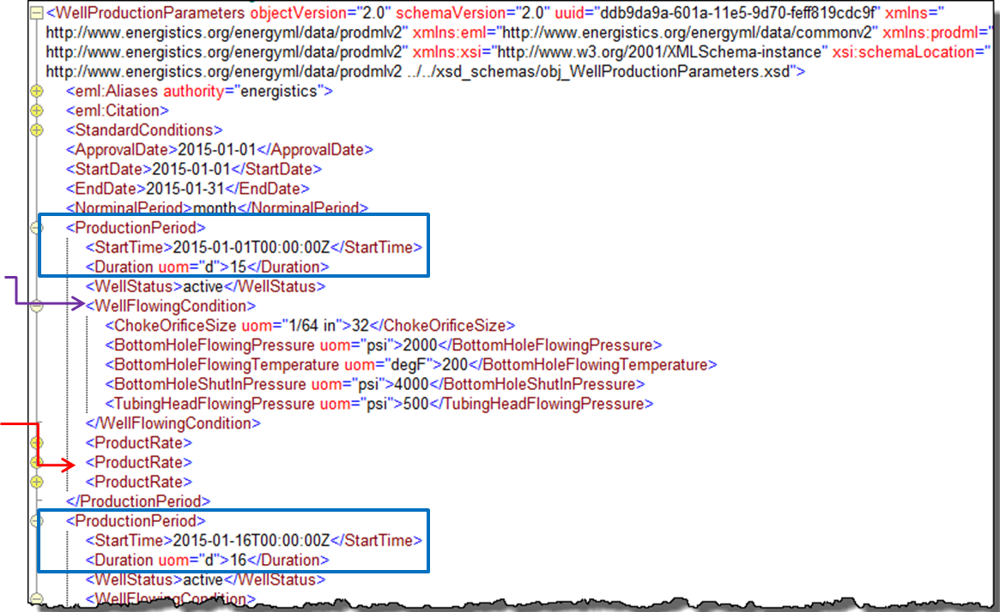 <WellProductionParameters objectVersion="2.0" schemaVersion="2.0" uuid="ddb9da9a-601a-11e5-9d70-feff819cdc9f" xmlns="
http://www.energistics.org/energyml/data/prodmlv2" xmlns:eml="http://www.energistics.org/energyml/data/commonv2" xmlns:prodml="
http://www.energistics.org/energyml/data/prodmlv2" xmlns:xsi="http://www.w3.org/2001/XMLSchema-instance" xsi:schemaLocation="
http://www.energistics.org/energyml/data/prodmlv2 ../../xsd_schemas/obj_WellProductionParameters.xsd">
<eml:Aliases authority="energistics">
<eml:Citation>
<StandardConditions>
<ApprovalDate>2015-01-01</ApprovalDate>
<StartDate>2015-01-01</StartDate>
<EndDate>2015-01-31</EndDate>
<NorminalPeriod>month</NorminalPeriod>
<ProductionPeriod>
<StartTime>2015-01-01T00:00:00Z</StartTime>
<Duration uom="d">15</Duration>
<WellStatus>active</WellStatus>
<WellFlowingCondition>
<ChokeOrificeSize uom="1/64 in">32</ChokeOrificeSize>
<BottomHoleFlowingPressure uom="psi">2000</BottomHoleFlowingPressure>
<BottomHoleFlowingTemperature uom="degF">200</BottomHoleFlowingTemperature>
<BottomHoleShutInPressure uom="psi">4000</BottomHoleShutInPressure>
<TubingHeadFlowingPressure uom="psi">500</TubingHeadFlowingPressure>
</WellFlowingCondition>
<ProductRate>
<ProductRate>
<ProductRate>
</ProductionPeriod>
<ProductionPeriod>
<StartTime>2015-01-16T00:00:00Z</StartTime>
<Duration uom="d">16</Duration>
<WellStatus>active</WellStatus>
<WellFlowingCondition>